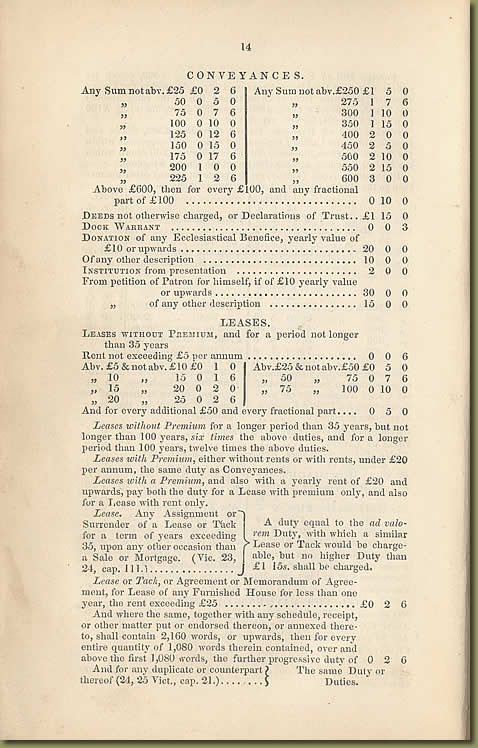 14
CONVEYANCES.
Any Sum not abv. £25 £0 2 6
„ 50 0 5 0
„ 75 0 7 6
„ 100 0 10 0
„ 125 0 12 6
„ 150 0 15 0
„ 175 0 17 6
„ 200 1 0 0
„ 225 1 2 6
Any Sum not abv. £250 £1 5 0
„ 275 1 7 6
„ 300 1 10 0
„ 350 1 15 0
„ 400 2 0 0
„ 450 2 5 0
„ 500 2 10 0
„ 550 2 15 0
„ 600 3 0 0
Above £600, then for every £100, and any fractional
part of £100 .............................. 0 10 0
DEEDS not otherwise charged, or Declarations of Trust.. £1 15 0
DOCK WARRANT .................................. 0 0 3
DONATION of any Ecclesiastical Benefice, yearly value of
£10 or upwards .............................. 20 0 0
Of any other description .......................... 10 0 0
INSTITUTION from presentation .................... 2 0 0
From petition of Patron for himself, if of £10 yearly value
or upwards .......................... 30 0 0
„ of any other description .............. 15 0 0
LEASES.
LEASES WITHOUT PREMIUM, and for a period not longer
than 35 years
Rent not exceeding £5 per annum .................. 0 0 6
Abv. £5 & not abv. £10 £0 1 0
„ 10 „ 15 0 1 6
„ 15 „ 20 0 2 0
„ 20 „ 25 0 2 6
Abv. £25 & not abv. £50 £0 5 0
„ 50 „ 75 0 7 6
„ 75 „ 100 0 10 0
And for every additional £50 and every fractional part.... 0 5 0
Leases without Premium for a longer period than 35 years, but not
longer than 100 years, six times the above duties, and for a longer
period than 100 years, twelve times the above duties.
Leases with Premium, either without rents or with rents, under £20
per annum, the same duty as Conveyances.
Leases with a Premium, and also with a yearly rent of £20 and
upwards, pay both the duty for a Lease with premium only, and also
for a Lease with rent only.
Lease. Any Assignment or
Surrender of a Lease or Tack
for a term of years exceeding
35, upon any other occasion than
a Sale or Mortgage. (Vic. 23,
24, cap. 111.)..................
A duty equal to the ad valo-
rem Duty, with which a similar
Lease or Tack would be charge-
able, but no higher Duty than
£1 15s. shall be charged.
Lease or Tack, or Agreement or Memorandum of Agree-
ment, for Lease of any Furnished House for less than one
year, the rent exceeding £25 ........................ £0 2 6
And where the same, together with any schedule, receipt,
or other matter put or endorsed thereon, or annexed there-
to, shall contain 2,160 words, or upwards, then for every
entire quantity of 1,080 words therein contained, over and
above the first 1,080 words, the further progressive duty of 0 2 6
And for any duplicate or counterpart
thereof (24, 25 Vict., cap. 21.)........
The same Duty or
Duties.